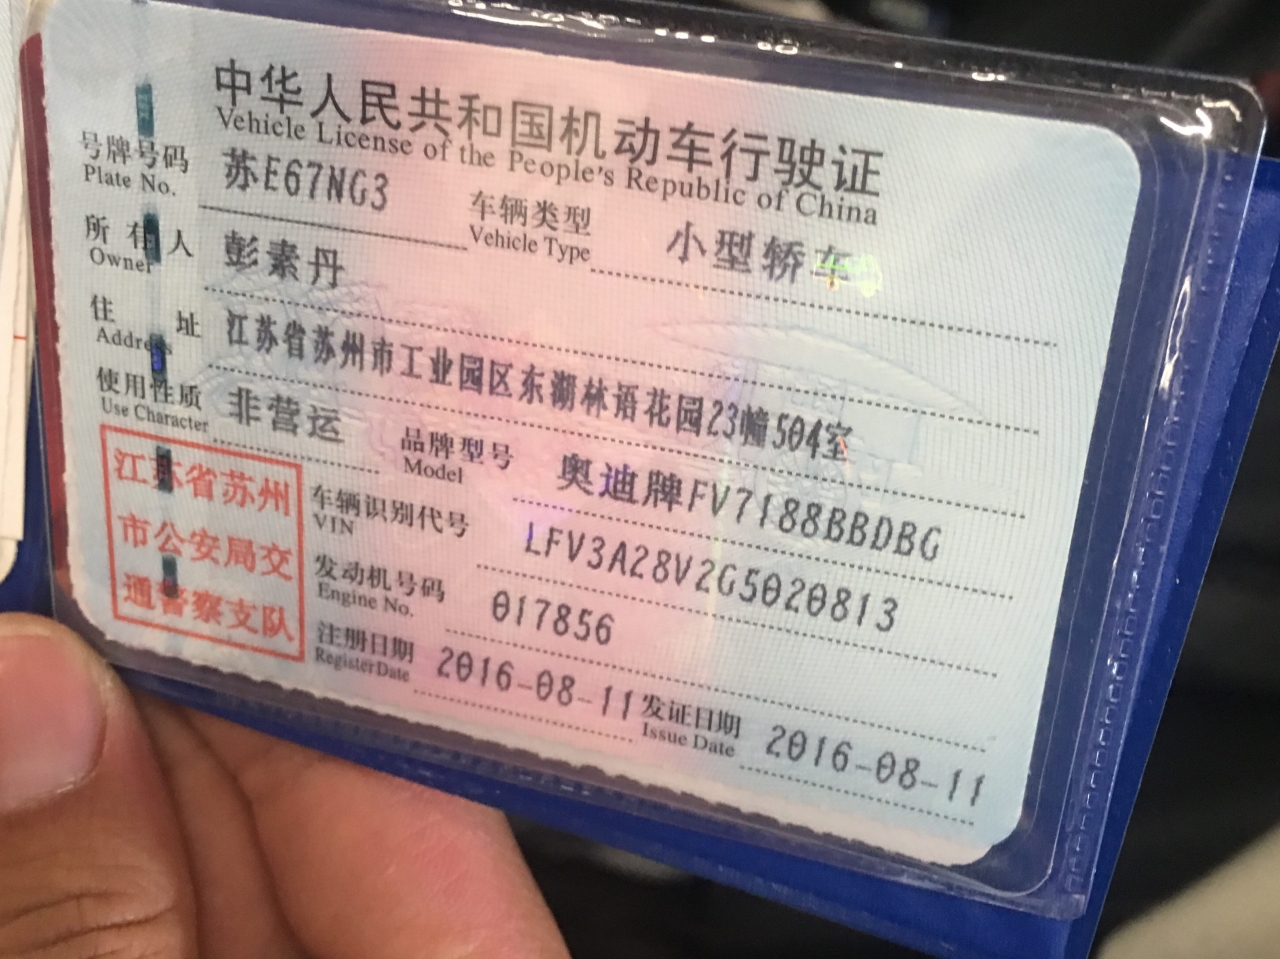 中华人民共和国机动车行驶证
Vehicle License of the People's Republic of China
号牌号码 苏E67NG3 车辆类型 小型轿车
Plate No. Vehicle Type
所有人 彭素丹
Owner
住址 江苏省苏州市工业园区东湖林语花园23幢504室
Address
使用性质 非营运 品牌型号 奥迪牌FV7188BBDBG
Use Character Model
江苏省苏州
市公安局交
通警察支队
车辆识别代号 LFV3A28V2G5020813
VIN
发动机号码 017856
Engine No.
注册日期 2016-08-11 发证日期 2016-08-11
Register Date Issue Date